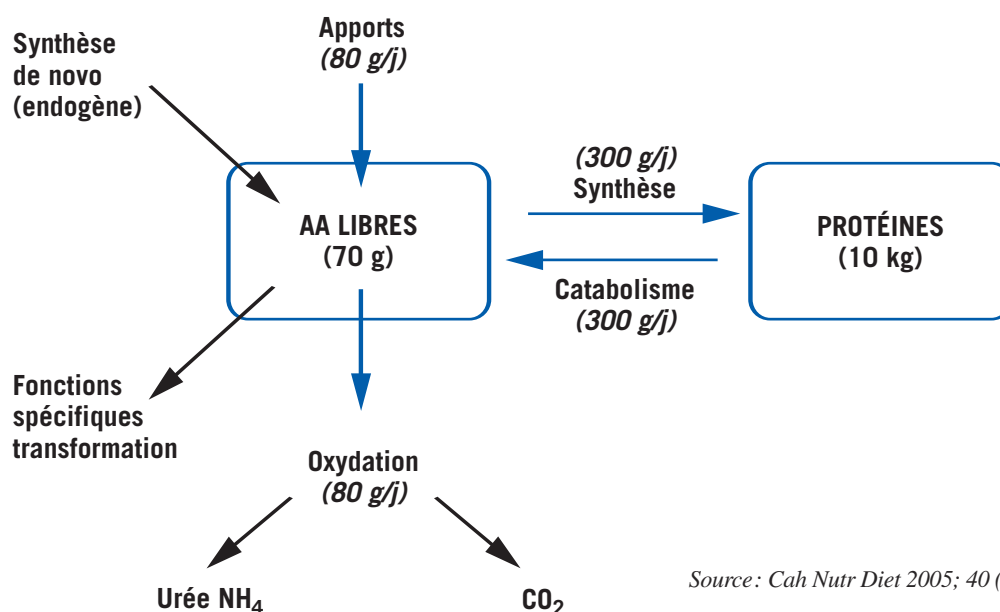 Apports
(80 g/j)
Synthèse
de novo
(endogène)
(300 g/j)
Synthèse
AA LIBRES
(70 g)
PROTÉINES
(10 kg)
Catabolisme
(300 g/j)
Fonctions
spécifiques
transformation
Oxydation
(80 g/j)
Urée NH4
CO2
Source: Cah Nutr Diet 2005; 40 (